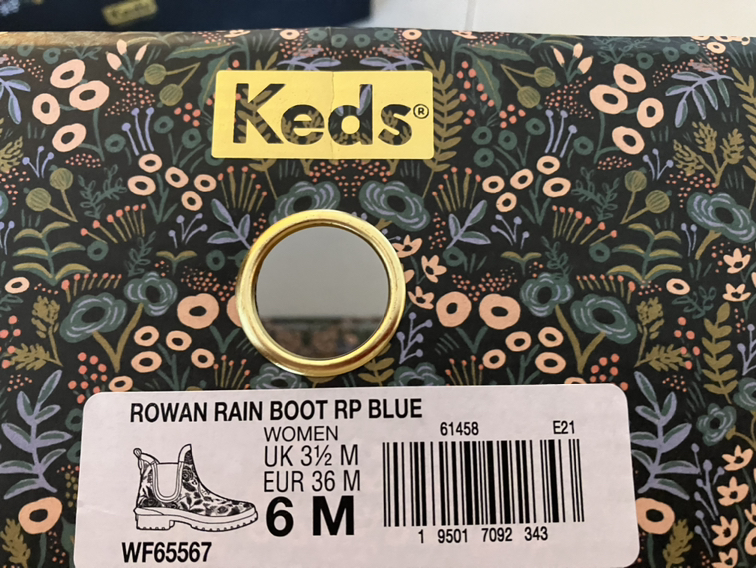 Keds
Keds®
ROWAN RAIN BOOT RP BLUE
WOMEN
UK 3½ M
EUR 36 M
6 M
WF65567
61458 E21
1 9501 7092 343